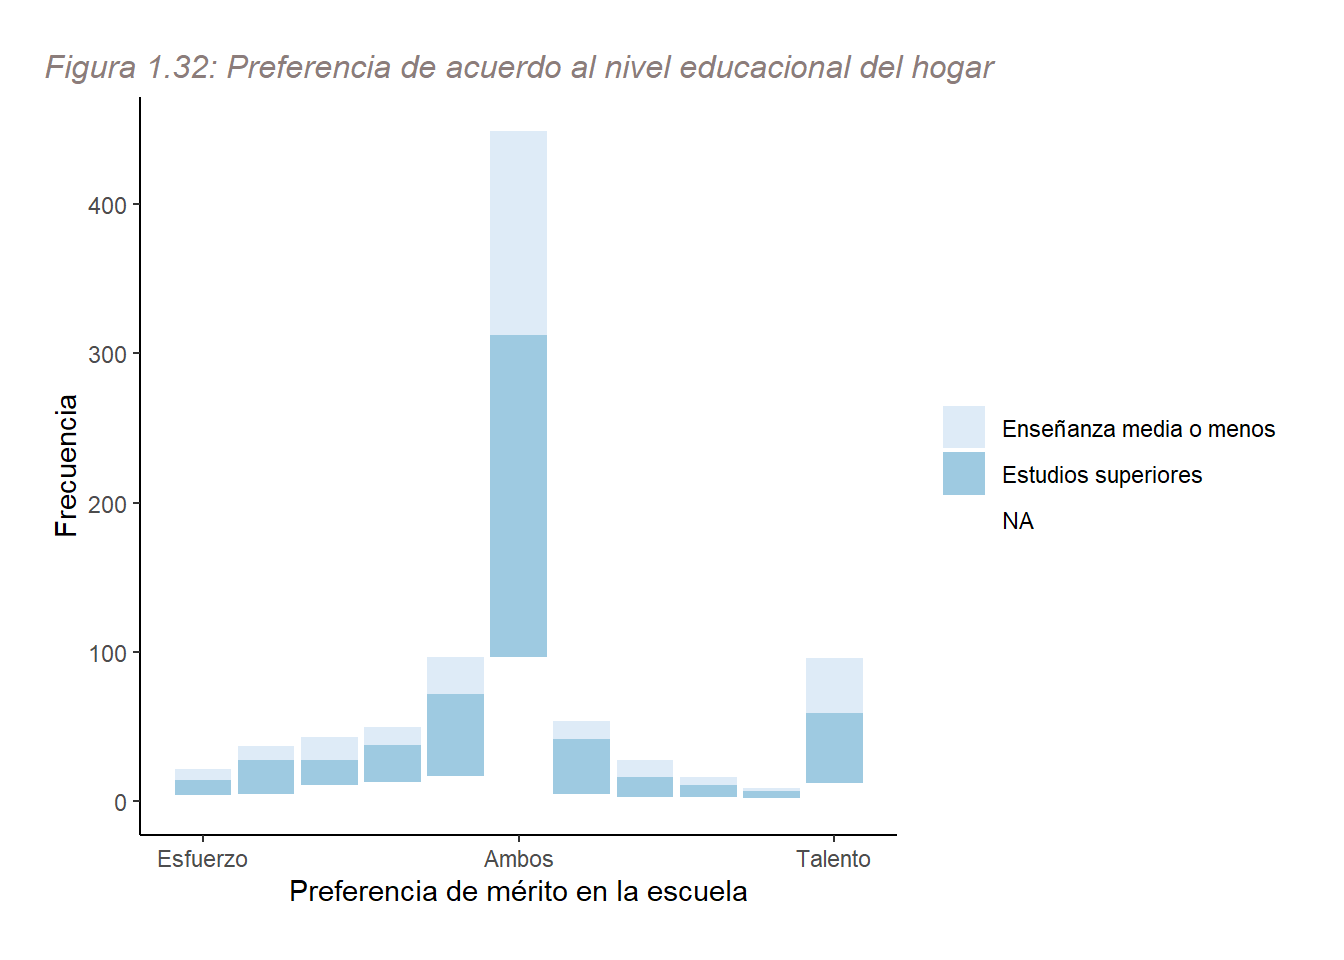 Figura 1.32: Preferencia de acuerdo al nivel educacional del hogar
400
300
200
100
0
Frecuencia
Esfuerzo
Ambos
Talento
Preferencia de mérito en la escuela
Enseñanza media o menos
Estudios superiores
NA